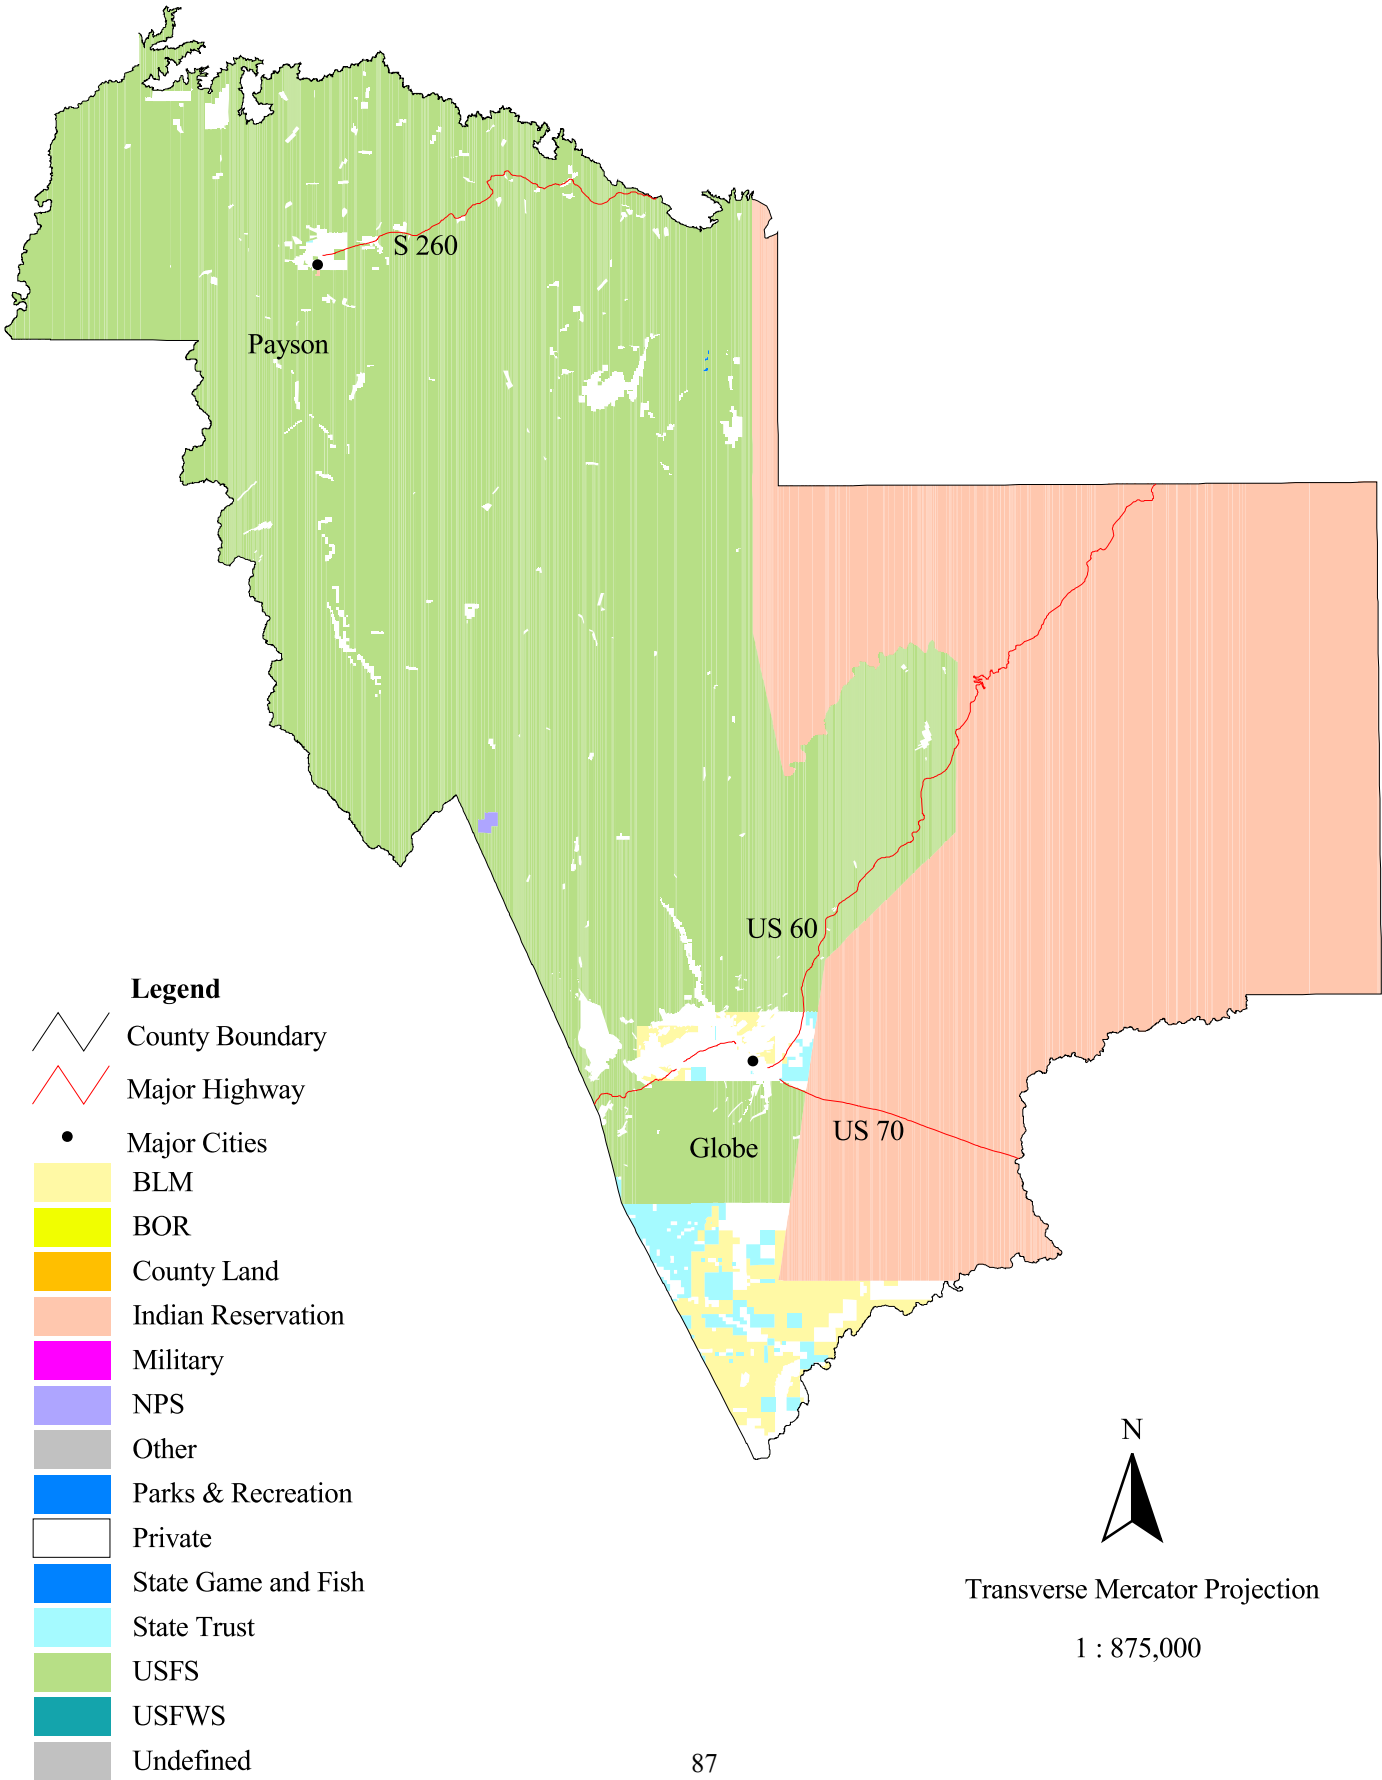 S 260
Payson
US 60
Legend
County Boundary
Major Highway
Major Cities
US 70
Globe
BLM
BOR
County Land
Indian Reservation
Military
NPS
Other
Parks & Recreation
Private
State Game and Fish
State Trust
USFS
USFWS
Undefined
N
Transverse Mercator Projection
1 : 875,000
87